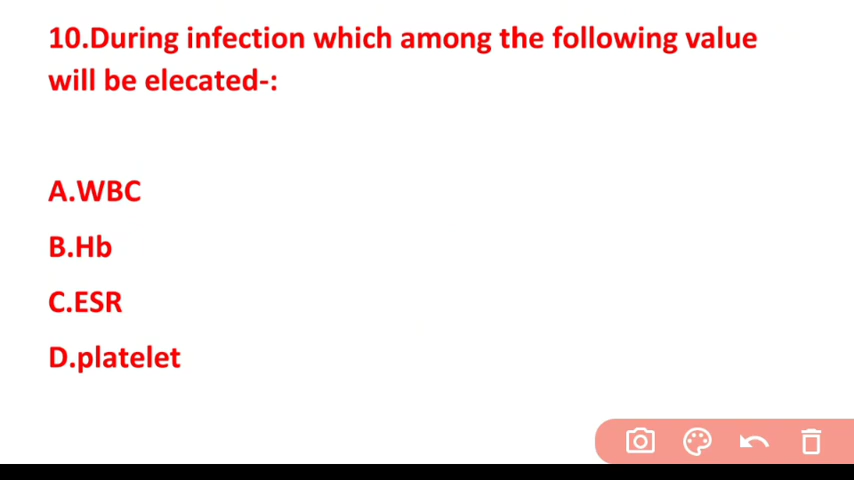 10.During infection which among the following value
will be elecated-:
A.WBC
B.Hb
C.ESR
D.platelet